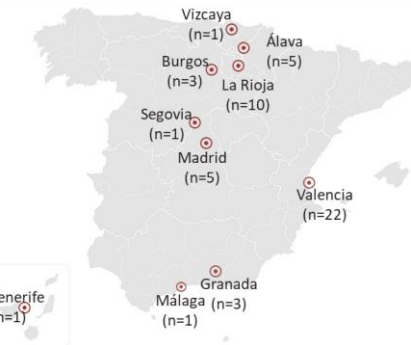 Vizcaya
(n=1)
Álava
(n=5)
Burgos
(n=3)
La Rioja
(n=10)
Segovia
(n=1)
Madrid
(n=5)
Valencia
(n=22)
Granada
(n=3)
Málaga
(n=1)
enerife
n=1)